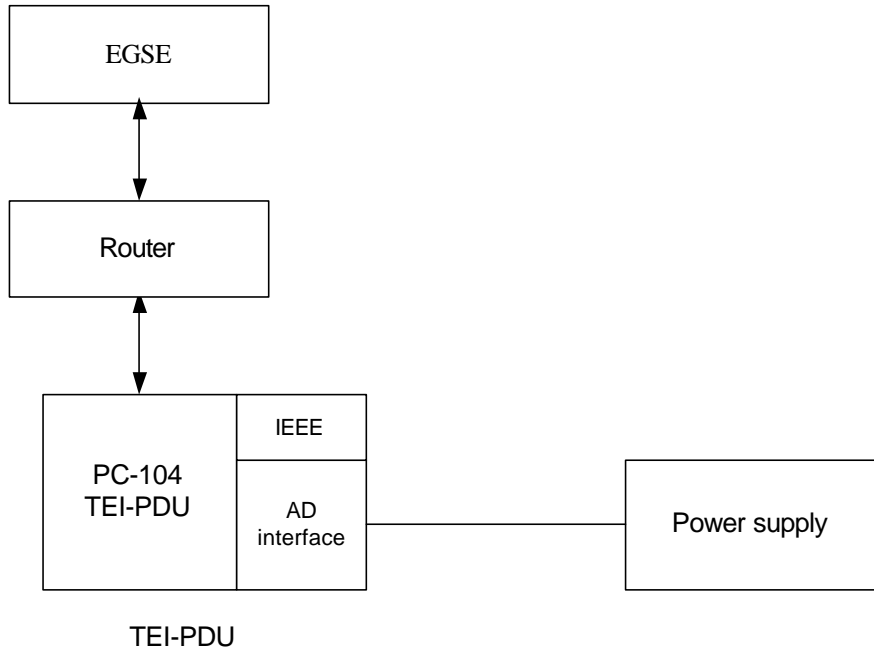 EGSE
Router
IEEE
PC-104
TEI-PDU
AD
interface
Power supply
TEI-PDU